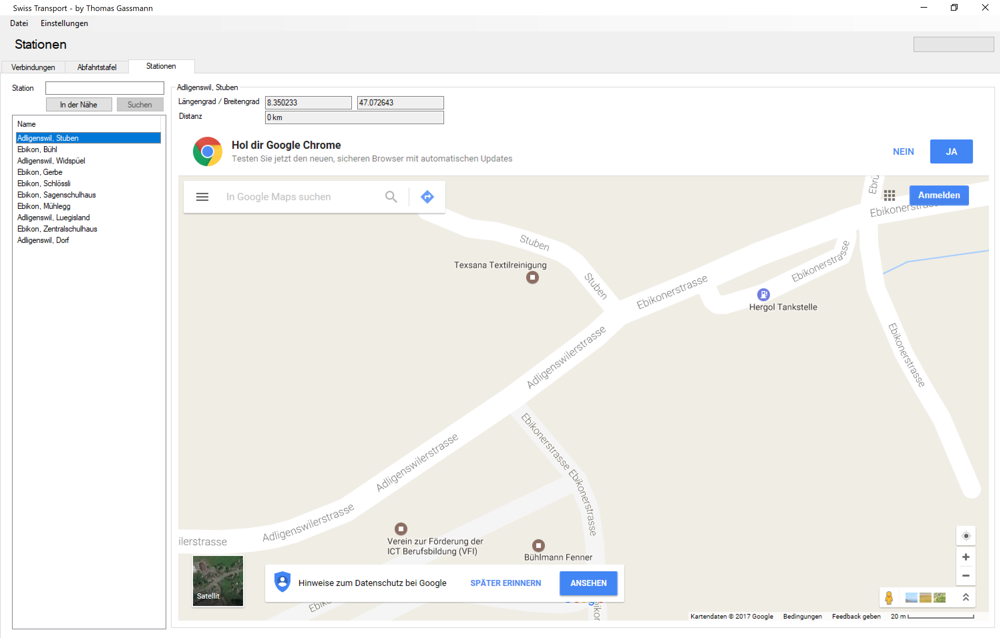 Swiss Transport - by Thomas Gassmann
Datei Einstellungen
Stationen
Verbindungen Abfahrtstafel Stationen
Station
In der Nähe Suchen
Name
Adligenswil, Stuben
Ebikon, Bühl
Adligenswil, Widspüel
Ebikon, Gerbe
Ebikon, Schlössli
Ebikon, Sagenschulhaus
Ebikon, Mühlegg
Adligenswil, Luegisland
Ebikon, Zentralschulhaus
Adligenswil, Dorf
Adligenswil, Stuben
Längengrad / Breitengrad 8.350233 47.072643
Distanz 0 km
Hol dir Google Chrome
Testen Sie jetzt den neuen, sicheren Browser mit automatischen Updates
NEIN JA
In Google Maps suchen
Anmelden
Ebikonerstrasse
Stuben
Texsana Textilreinigung
Stuben
Ebikonerstrasse
Ebikonerstrasse
Hergol Tankstelle
Ebikonerstrasse
Adligenswilerstrasse
Ebikonerstrasse
Ebikonerstrasse
Adligenswilerstrasse
Adligenswilerstrasse
ilerstrasse
Verein zur Förderung der
ICT Berufsbildung (VFI)
Bühlmann Fenner
Satellit
Hinweise zum Datenschutz bei Google SPÄTER ERINNERN ANSEHEN
Kartendaten © 2017 Google Bedingungen Feedback geben 20 m